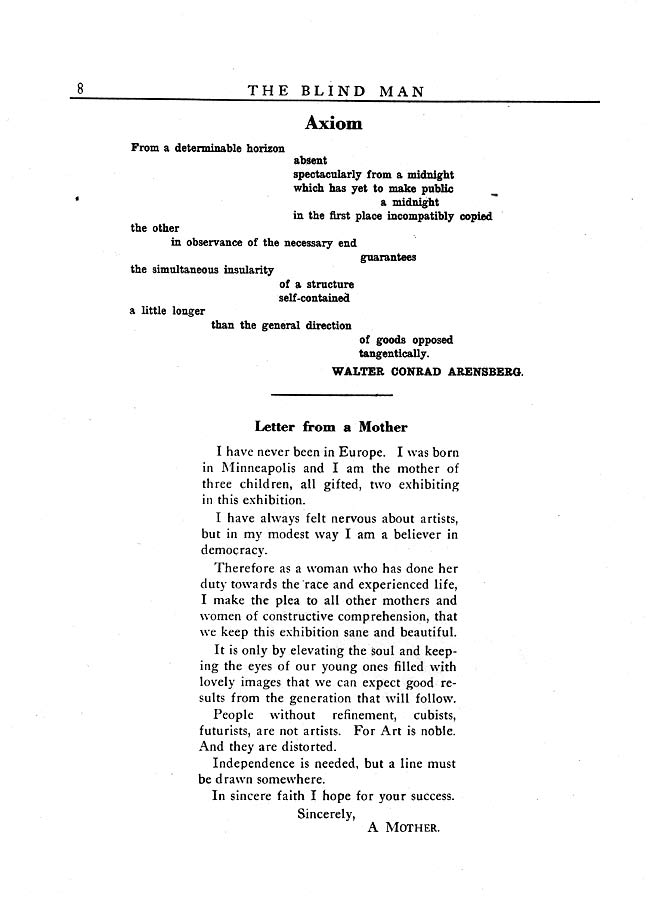 8
THE BLIND MAN
Axiom
From a determinable horizon
absent
spectacularly from a midnight
which has yet to make public
a midnight
in the first place incompatibly copied
the other
in observance of the necessary end
guarantees
the simultaneous insularity
of a structure
self-contained
a little longer
than the general direction
of goods opposed
tangentically.
WALTER CONRAD ARENSBERG.
Letter from a Mother
I have never been in Europe. I was born
in Minneapolis and I am the mother of
three children, all gifted, two exhibiting
in this exhibition.
I have always felt nervous about artists,
but in my modest way I am a believer in
democracy.
Therefore as a woman who has done her
duty towards the race and experienced life,
I make the plea to all other mothers and
women of constructive comprehension, that
we keep this exhibition sane and beautiful.
It is only by elevating the soul and keep-
ing the eyes of our young ones filled with
lovely images that we can expect good re-
sults from the generation that will follow.
People without refinement, cubists,
futurists, are not artists. For Art is noble.
And they are distorted.
Independence is needed, but a line must
be drawn somewhere.
In sincere faith I hope for your success.
Sincerely,
A MOTHER.